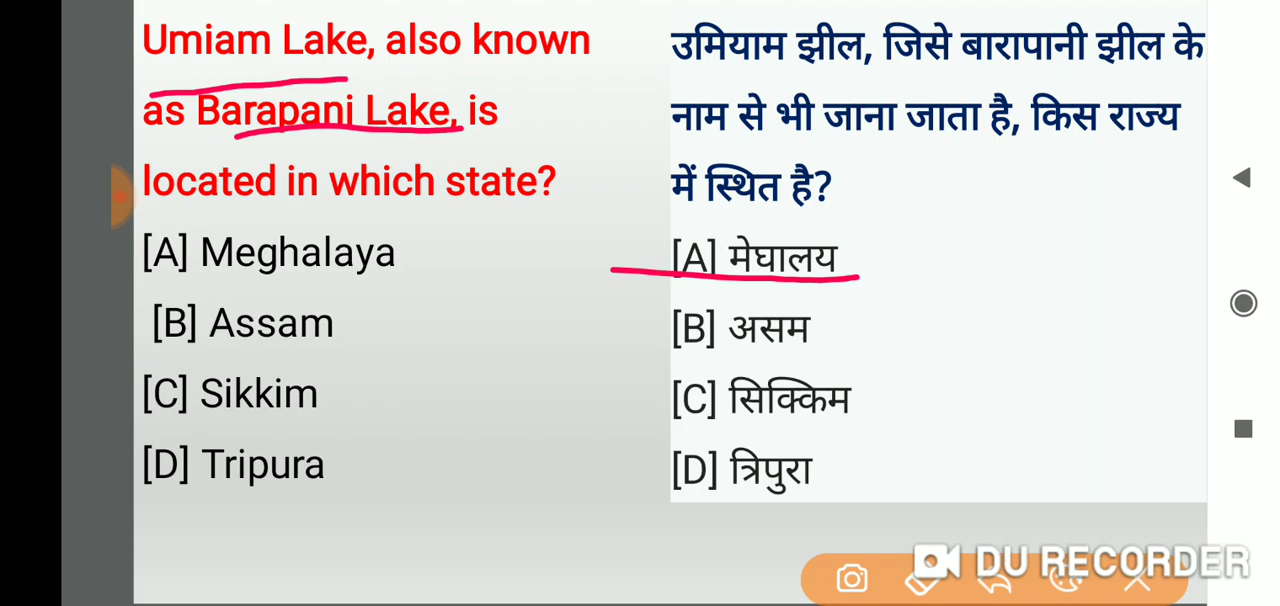 Umiam Lake, also known
as Barapani Lake, is
located in which state?
[A] Meghalaya
[B] Assam
[C] Sikkim
[D] Tripura
उमियाम झील, जिसे बारापानी झील के
नाम से भी जाना जाता है, किस राज्य
में स्थित है?
[A] मेघालय
[B] असम
[C] सिक्किम
[D] त्रिपुरा
DU RECORDER